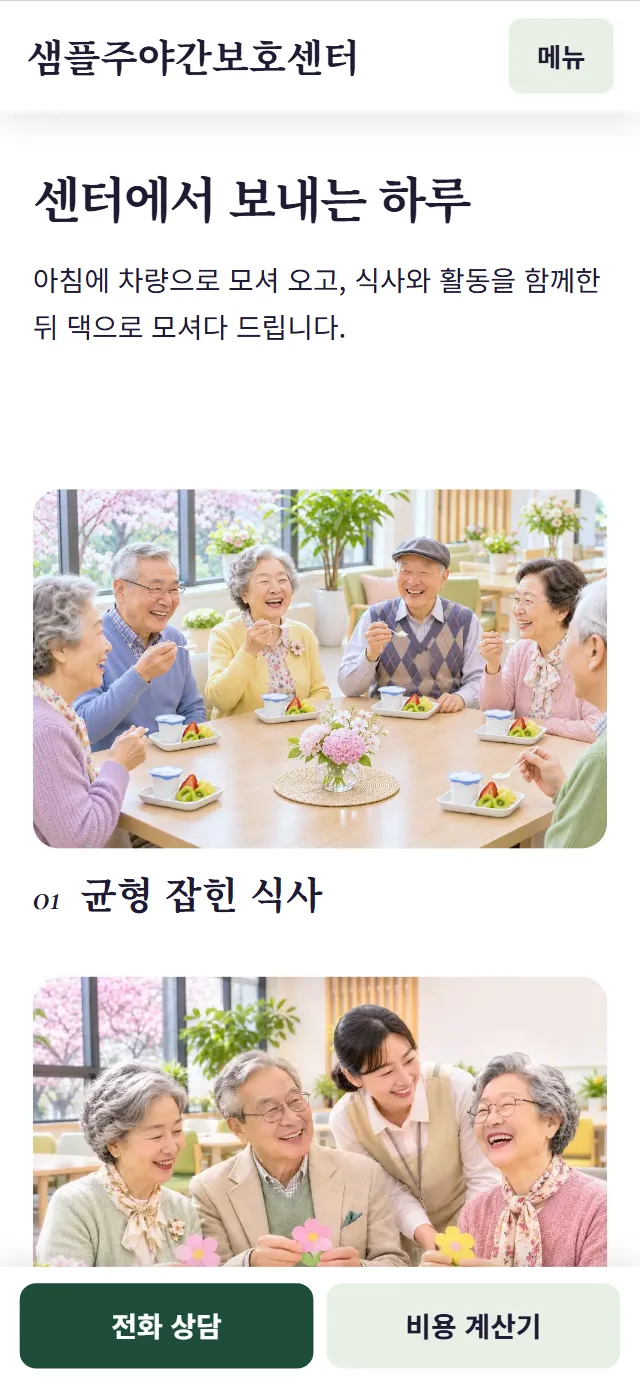 샘플주야간보호센터
메뉴
센터에서 보내는 하루
아침에 차량으로 모셔 오고, 식사와 활동을 함께한
뒤 댁으로 모셔다 드립니다.
01 균형 잡힌 식사
전화 상담
비용 계산기